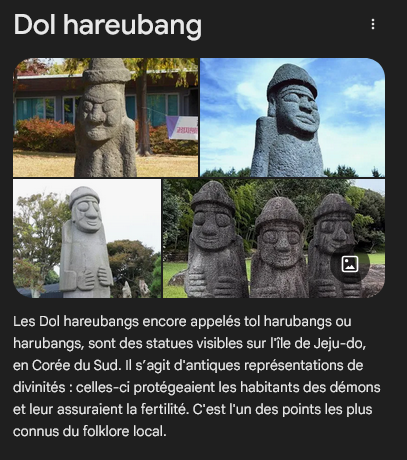 Dol hareubang
Les Dol hareubangs encore appelés tol harubangs ou
harubangs, sont des statues visibles sur l'île de Jeju-do,
en Corée du Sud. Il s'agit d'antiques représentations de
divinités : celles-ci protégeaient les habitants des démons
et leur assuraient la fertilité. C'est l'un des points les plus
connus du folklore local.